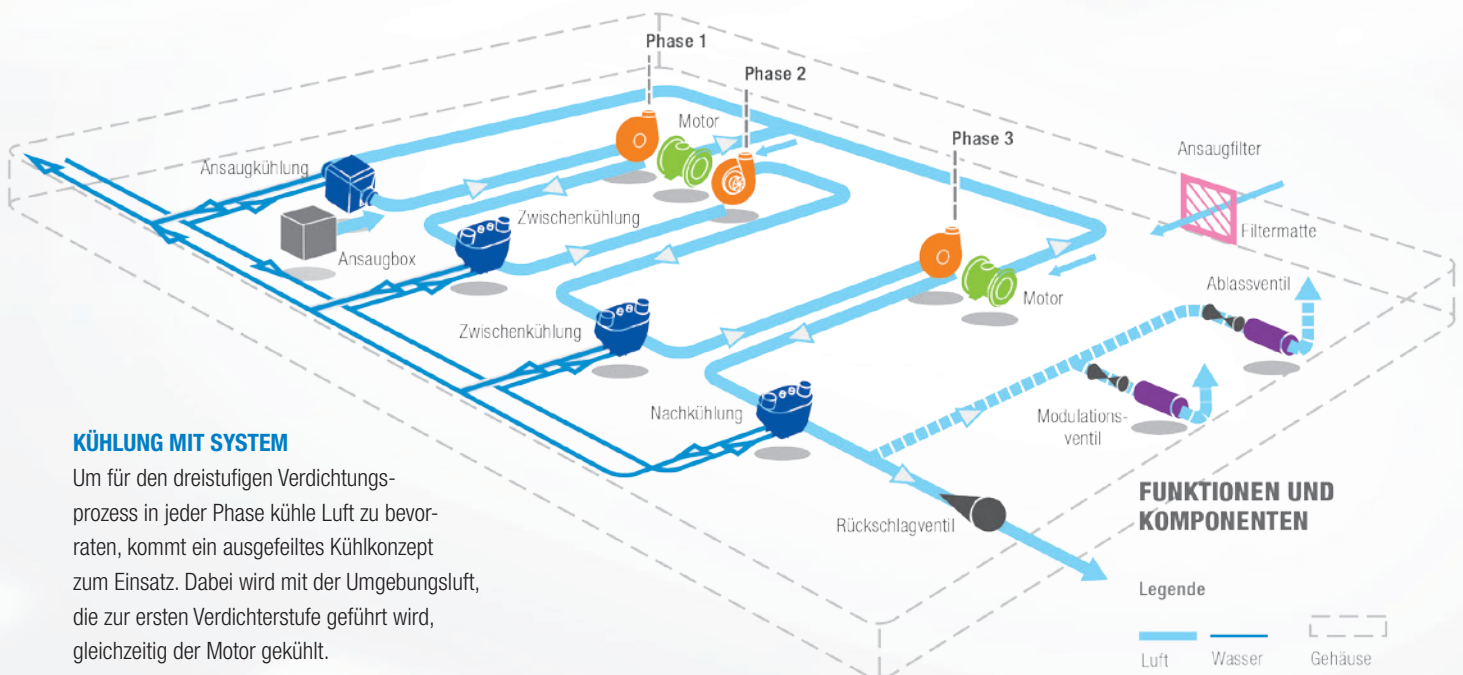 Phase 1
Phase 2
Motor
Phase 3
Ansaugfilter
Ansaugkühlung
Zwischenkühlung
Filtermatte
Ansaugbox
Ablassventil
Motor
Zwischenkühlung
Nachkühlung
Modulations-
ventil
KÜHLUNG MIT SYSTEM
Um für den dreistufigen Verdichtungs-
prozess in jeder Phase kühle Luft zu bevor-
raten, kommt ein ausgefeiltes Kühlkonzept
zum Einsatz. Dabei wird mit der Umgebungsluft,
die zur ersten Verdichterstufe geführt wird,
gleichzeitig der Motor gekühlt.
Rückschlagventil
FUNKTIONEN UND
KOMPONENTEN
Legende
Luft
Wasser
Gehäuse